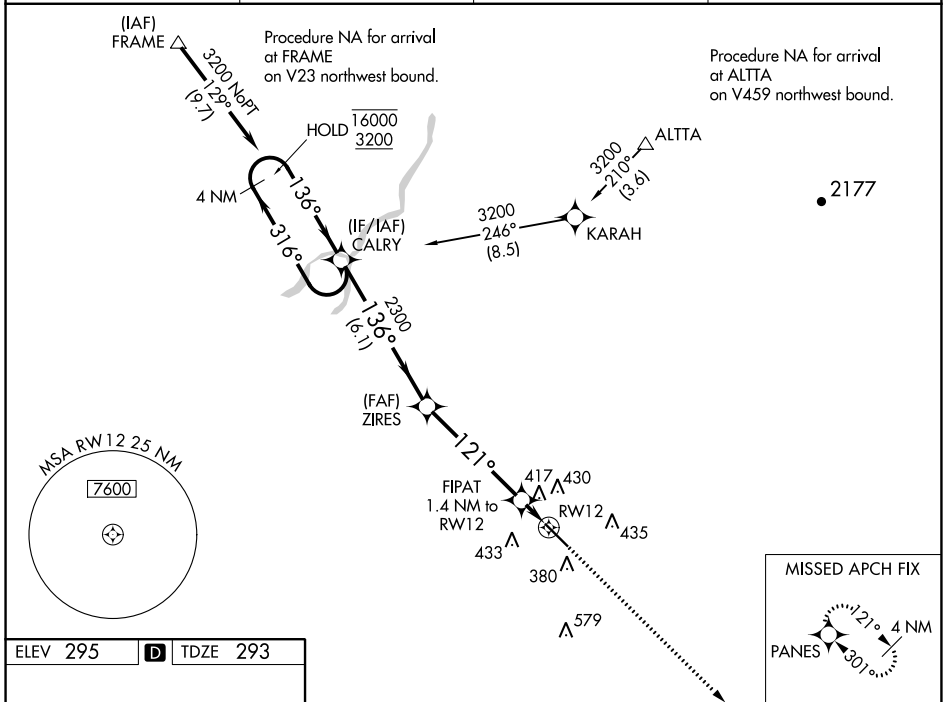 (IAF)
FRAME
3200 NoPT
129°
(9.7)
Procedure NA for arrival
at FRAME
on V23 northwest bound.
Procedure NA for arrival
at ALTTA
on V459 northwest bound.
HOLD 16000
3200
4 NM
136°
316°
(IF/IAF)
CALRY
ALTTA
3200
210°
(3.6)
3200
246°
(8.5)
KARAH
2177
2300
136°
(6.1)
(FAF)
ZIRES
121°
FIPAT
1.4 NM to
RW12
417
430
RW12
435
433
380
579
MSA RW12 25 NM
7600
MISSED APCH FIX
121°
4 NM
PANES
301°
ELEV 295 D TDZE 293